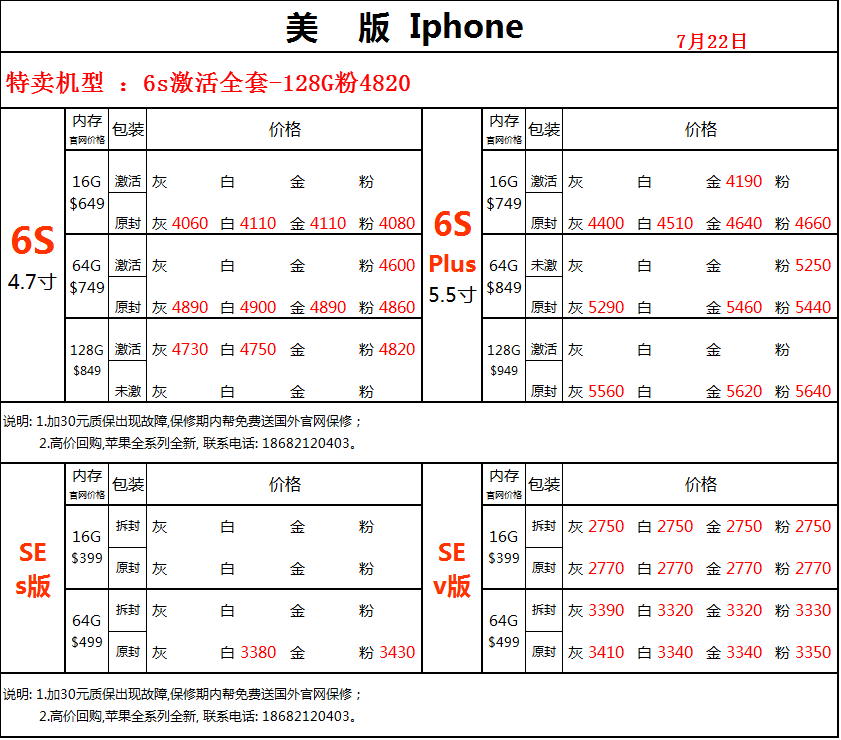 美 版 Iphone
7月22日
特卖机型 ：6s激活全套-128G粉4820
内存 官网价格 包装 价格
6S 4.7寸
16G $649
激活 灰 白 金 粉
原封 灰 4060 白 4110 金 4110 粉 4080
64G $749
激活 灰 白 金 粉 4600
原封 灰 4890 白 4900 金 4890 粉 4860
128G $849
激活 灰 4730 白 4750 金 粉 4820
未激 灰 白 金 粉
内存 官网价格 包装 价格
6S Plus 5.5寸
16G $749
激活 灰 白 金 4190 粉
原封 灰 4400 白 4510 金 4640 粉 4660
64G $849
未激 灰 白 金 粉 5250
原封 灰 5290 白 金 5460 粉 5440
128G $949
激活 灰 白 金 粉
原封 灰 5560 白 金 5620 粉 5640
说明: 1.加30元质保出现故障,保修期内帮免费送国外官网保修；
2.高价回购,苹果全系列全新, 联系电话: 18682120403。
内存 官网价格 包装 价格
SE s版
16G $399
拆封 灰 白 金 粉
原封 灰 白 金 粉
64G $499
拆封 灰 白 金 粉
原封 灰 白 3380 金 粉 3430
内存 官网价格 包装 价格
SE v版
16G $399
拆封 灰 2750 白 2750 金 2750 粉 2750
原封 灰 2770 白 2770 金 2770 粉 2770
64G $499
拆封 灰 3390 白 3320 金 3320 粉 3330
原封 灰 3410 白 3340 金 3340 粉 3350
说明: 1.加30元质保出现故障,保修期内帮免费送国外官网保修；
2.高价回购,苹果全系列全新, 联系电话: 18682120403。